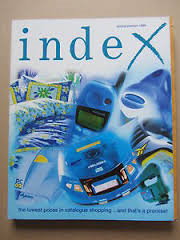 indeX
the lowest prices in catalogue shopping ...and that's a promise!